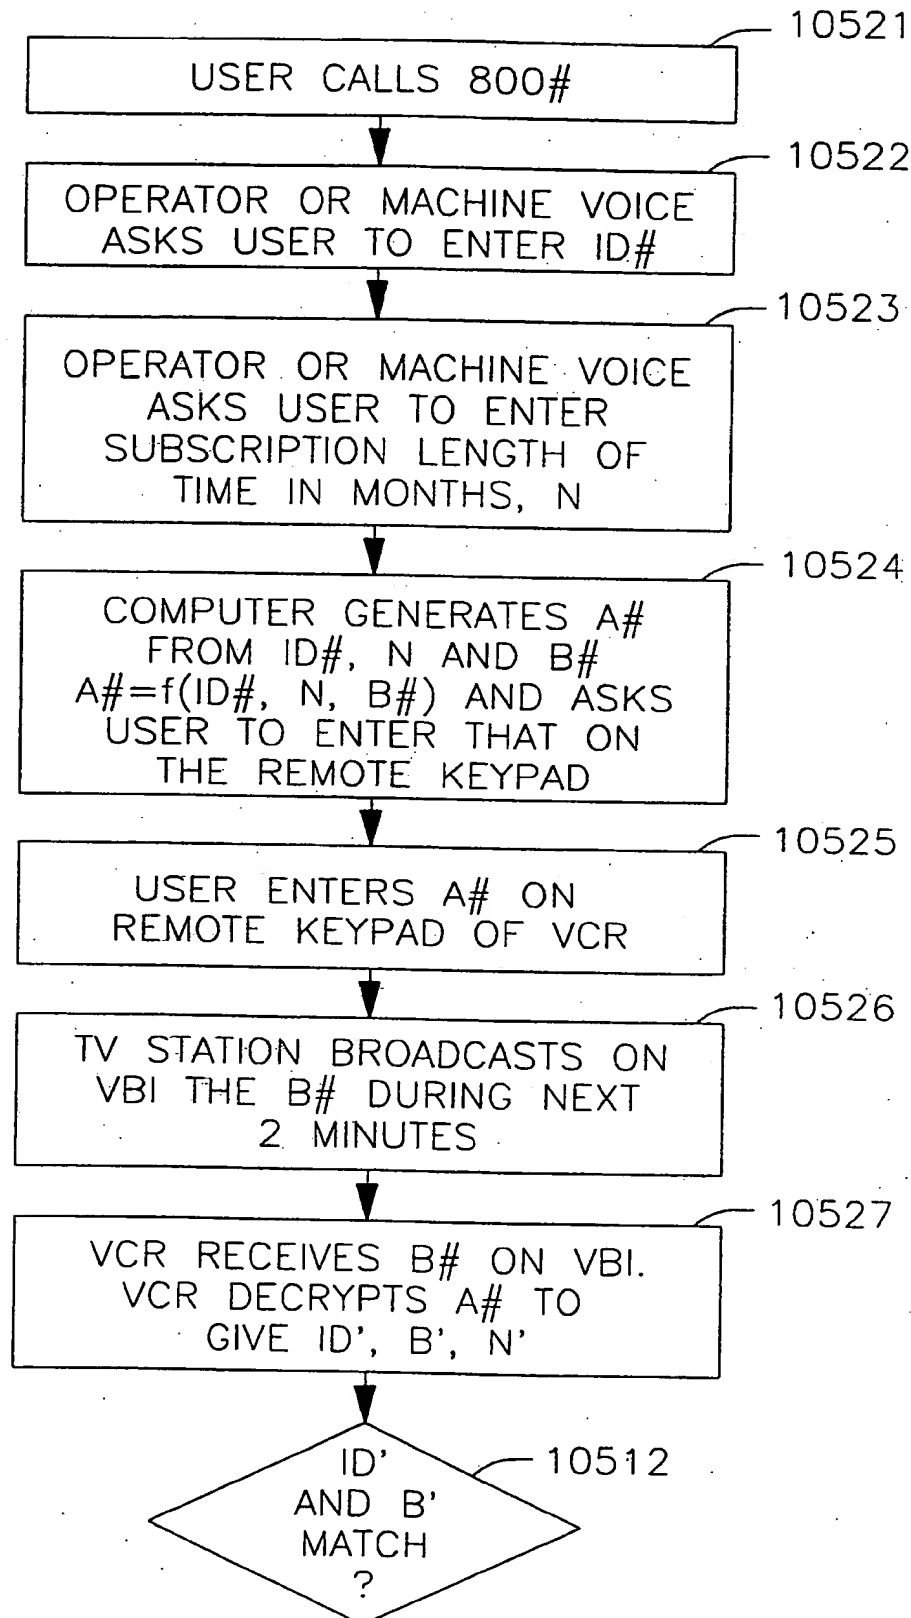 10521
USER CALLS 800#
10522
OPERATOR OR MACHINE VOICE
ASKS USER TO ENTER ID#
10523
OPERATOR OR MACHINE VOICE
ASKS USER TO ENTER
SUBSCRIPTION LENGTH OF
TIME IN MONTHS, N
10524
COMPUTER GENERATES A#
FROM ID#, N AND B#
A#=f(ID#, N, B#) AND ASKS
USER TO ENTER THAT ON
THE REMOTE KEYPAD
10525
USER ENTERS A# ON
REMOTE KEYPAD OF VCR
10526
TV STATION BROADCASTS ON
VBI THE B# DURING NEXT
2 MINUTES
10527
VCR RECEIVES B# ON VBI.
VCR DECRYPTS A# TO
GIVE ID', B', N'
10512
ID'
AND B'
MATCH
?